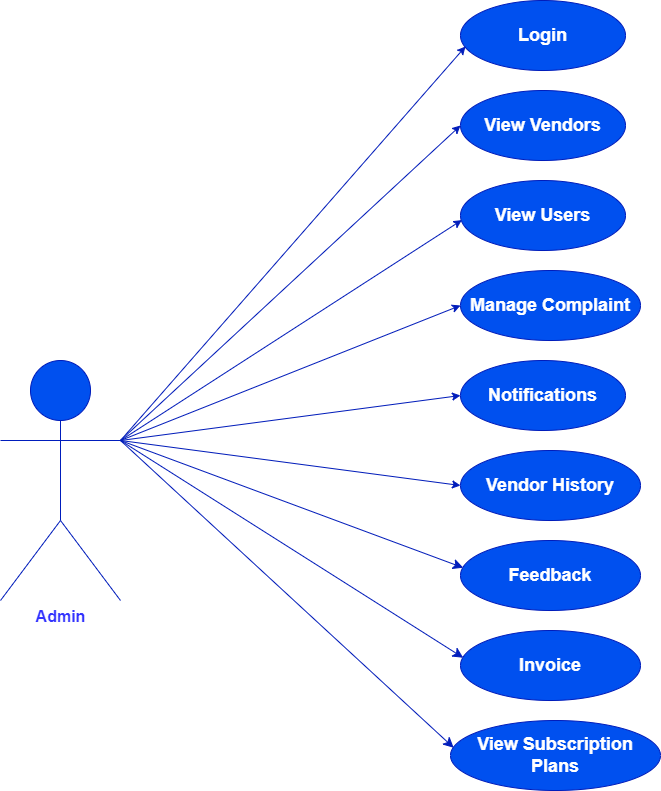 Login
View Vendors
View Users
Manage Complaint
Notifications
Vendor History
Feedback
Admin
Invoice
View Subscription
Plans